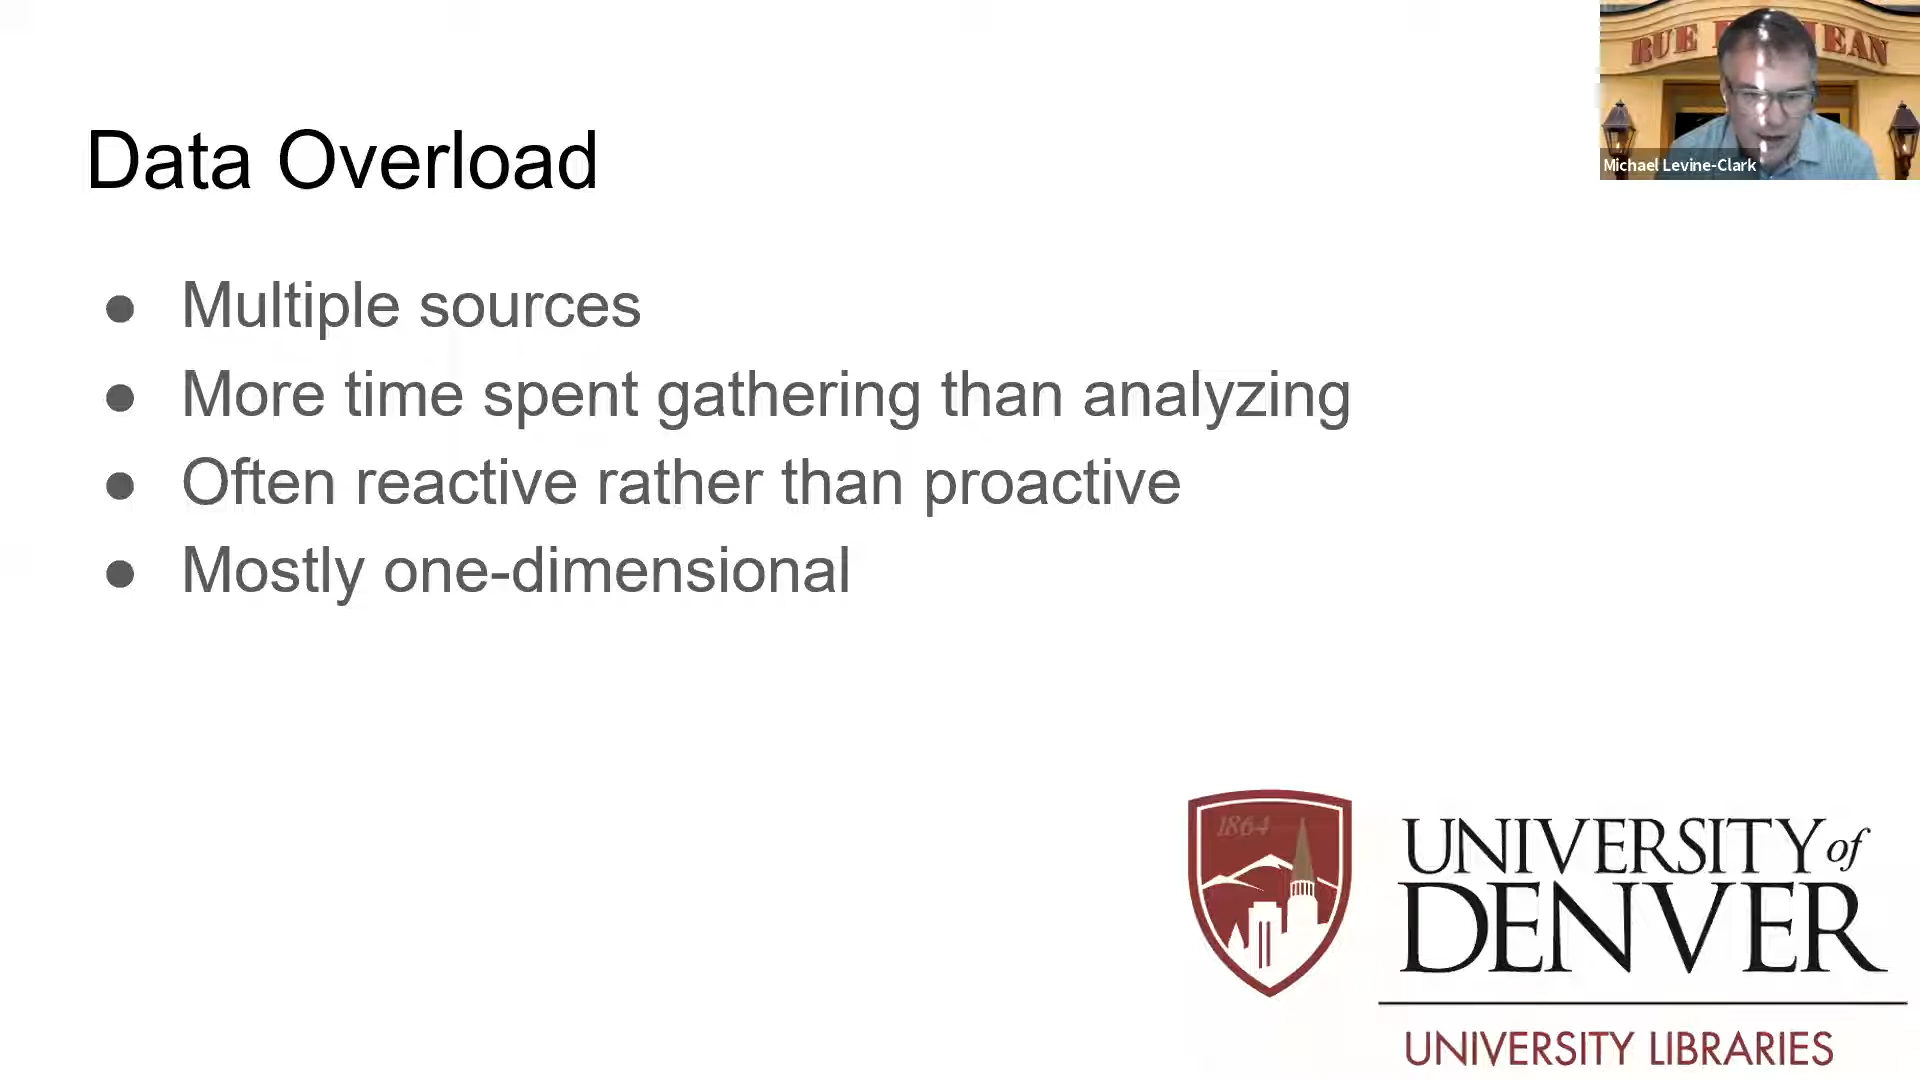 Data Overload
● Multiple sources
● More time spent gathering than analyzing
● Often reactive rather than proactive
● Mostly one-dimensional
RUE
Michael Levine-Clark
1864
UNIVERSITY of
DENVER
UNIVERSITY LIBRARIES